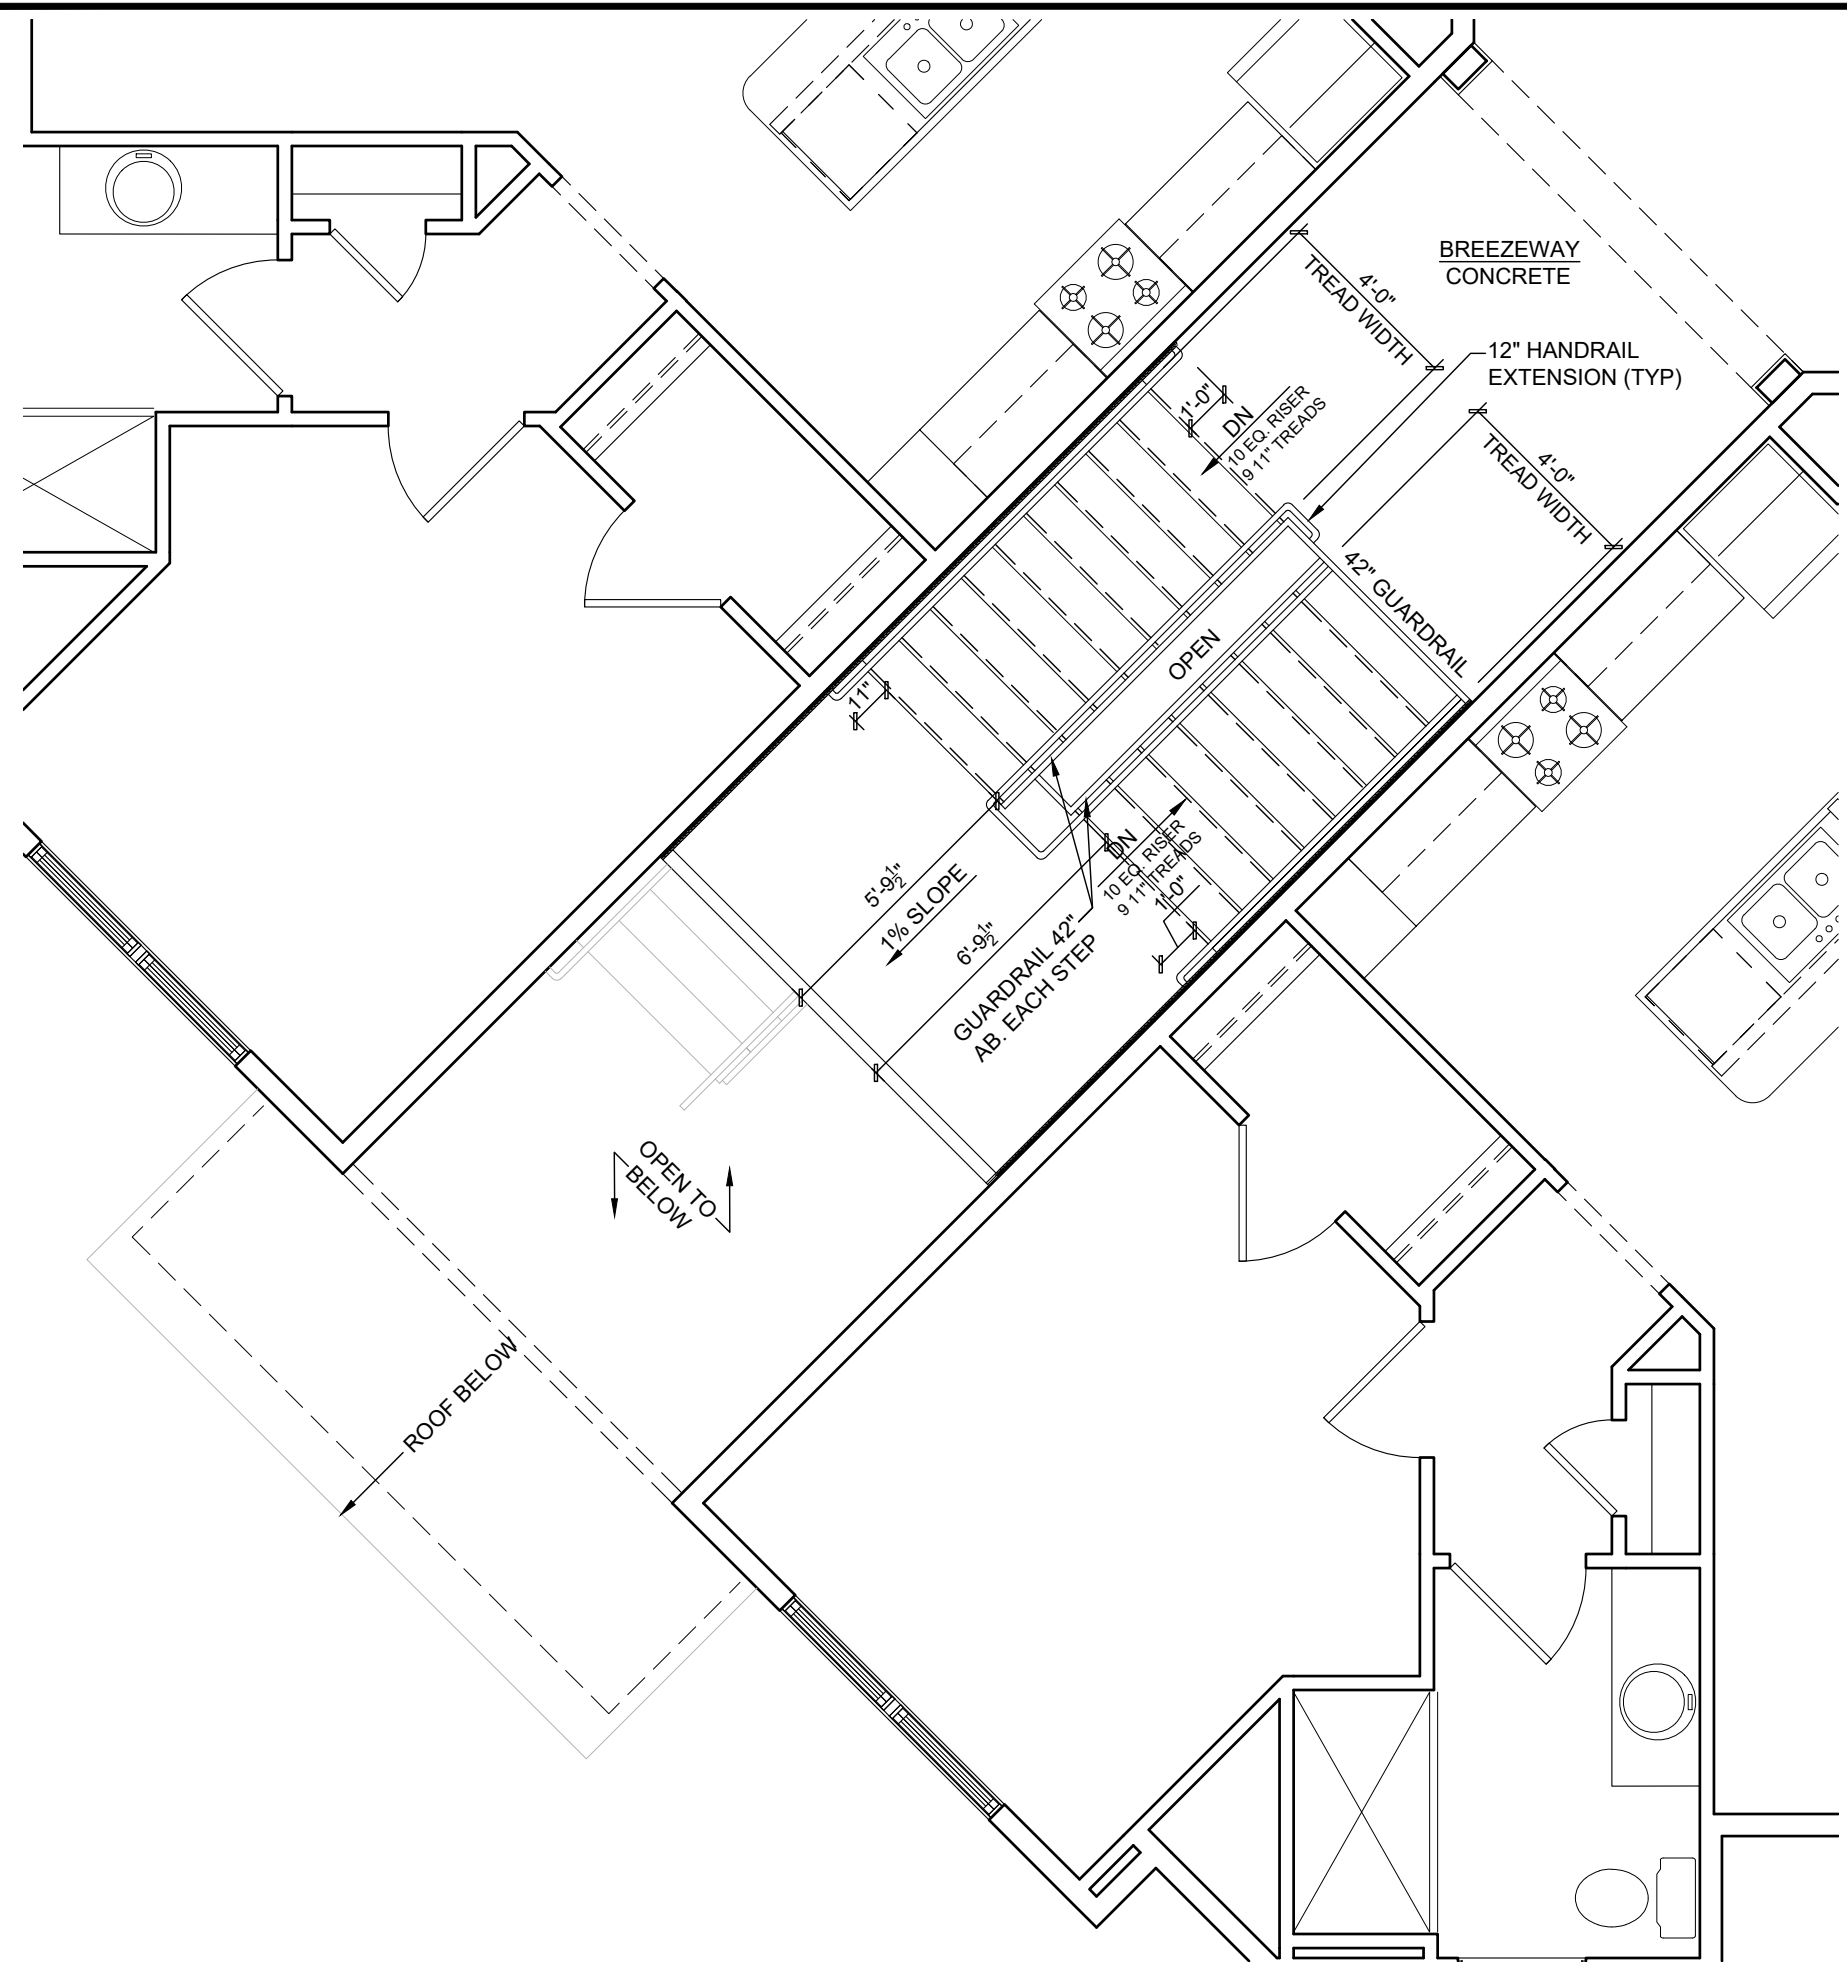 BREEZEWAY
CONCRETE
4'-0"
TREAD WIDTH
12" HANDRAIL
EXTENSION (TYP)
1'-0"
DN
10 EQ. RISER
9 11" TREADS
4'-0"
TREAD WIDTH
42" GUARDRAIL
OPEN
11"
5'-9½"
1% SLOPE
6'-9½"
DN
10 EQ. RISER
9 11" TREADS
1'-0"
GUARDRAIL 42"
AB. EACH STEP
OPEN TO
BELOW
ROOF BELOW